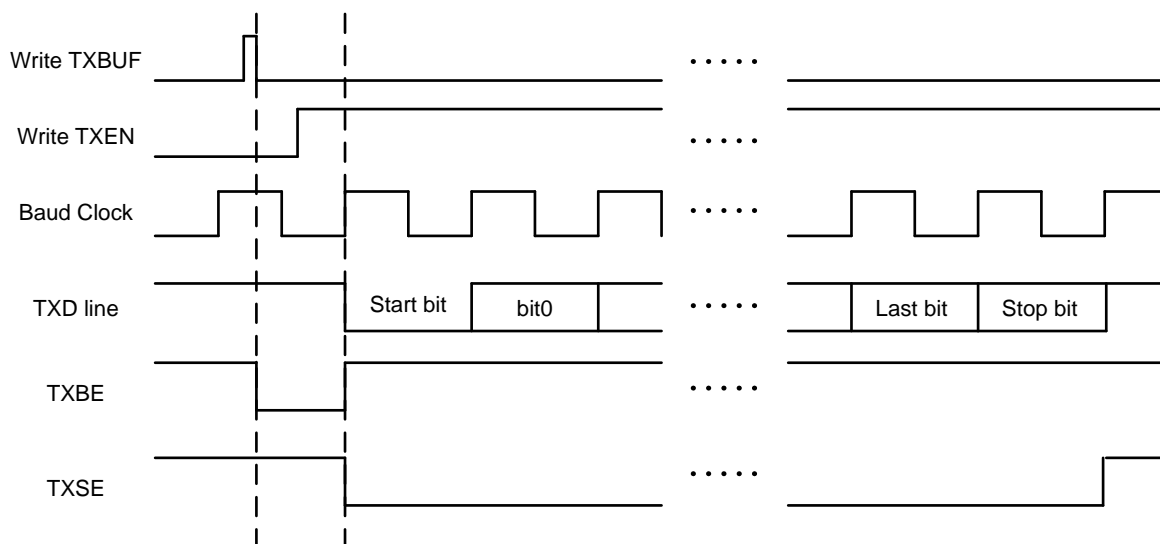 Write TXBUF
Write TXEN
Baud Clock
TXD line
Start bit
bit0
Last bit
Stop bit
TXBE
TXSE